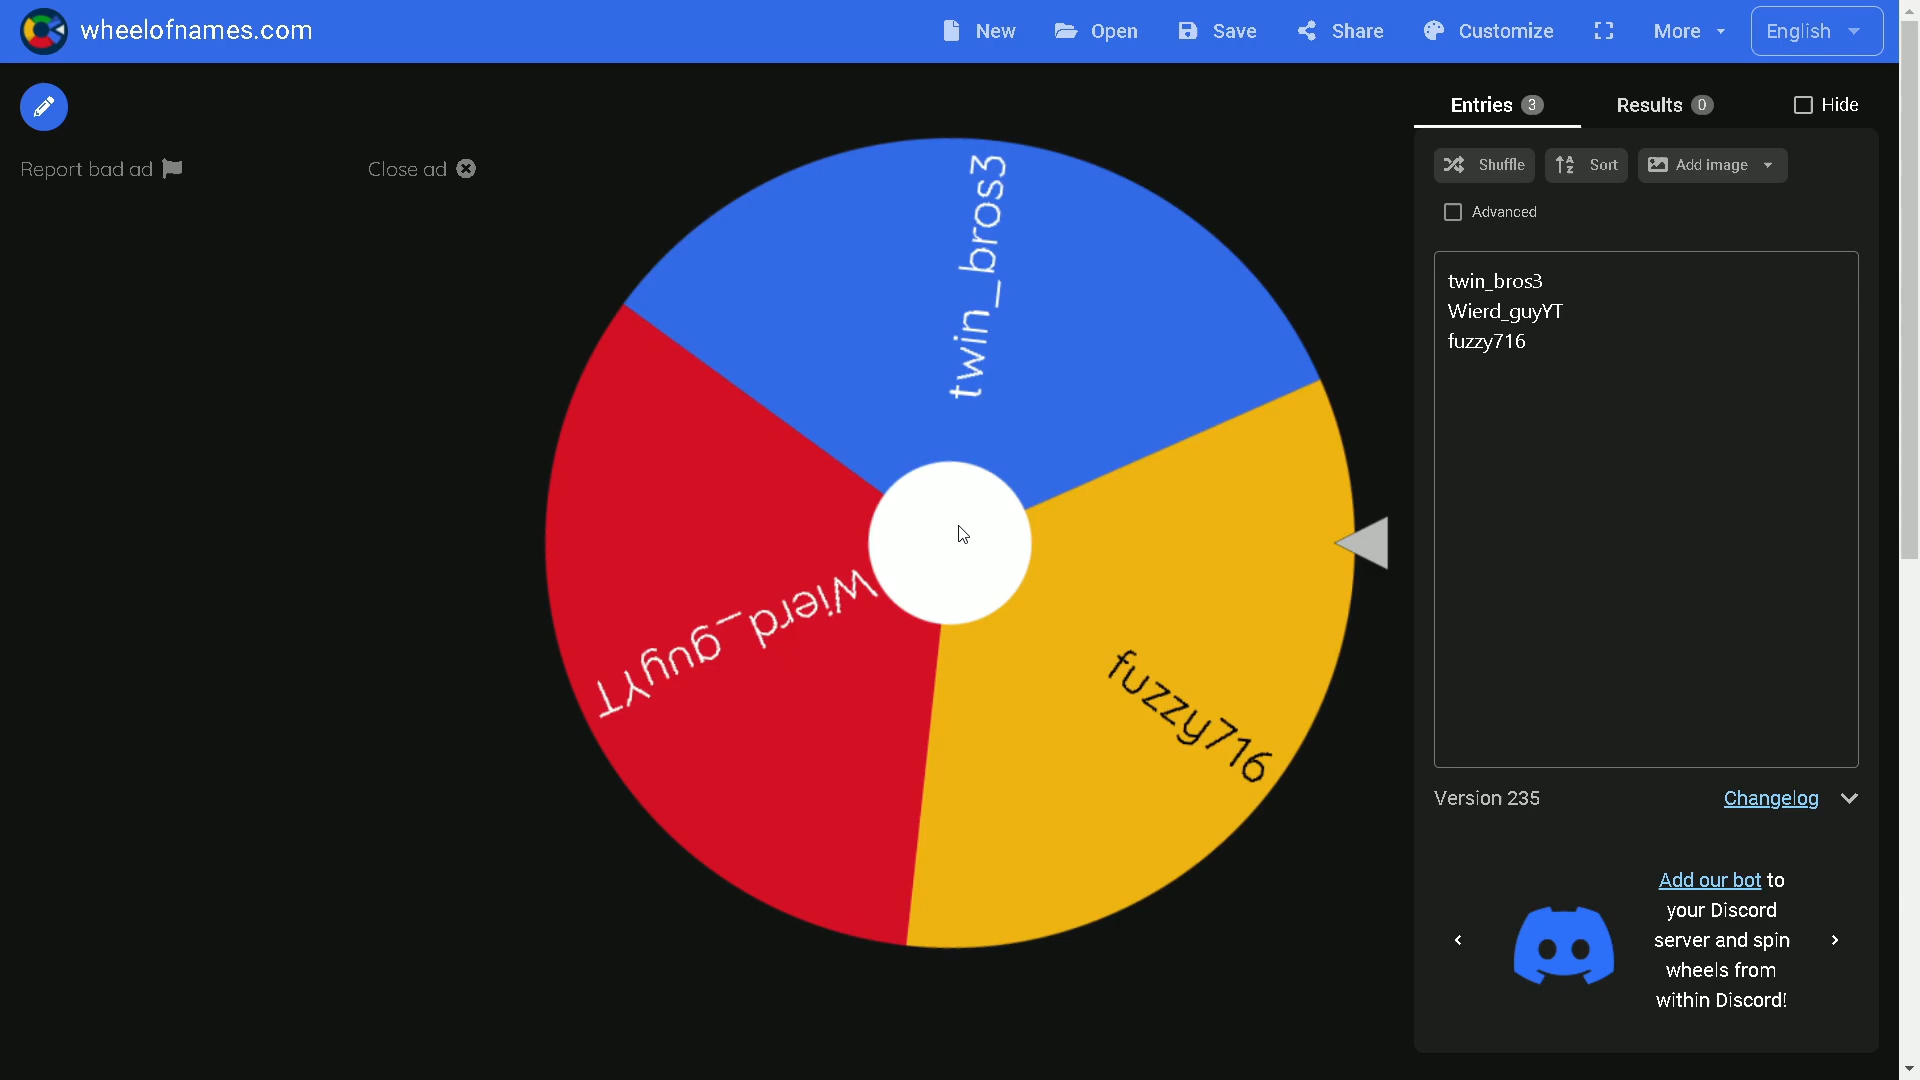 wheelofnames.com
New
Open
Save
Share
Customize
More
English
Report bad ad
Close ad
Entries 3
Results 0
Hide
Shuffle
Sort
Add image
Advanced
twin_bros3
Wierd_guyYT
fuzzy716
twin_bros3
Wierd_guyYT
fuzzy716
Version 235
Changelog
Add our bot to
your Discord
server and spin
wheels from
within Discord!